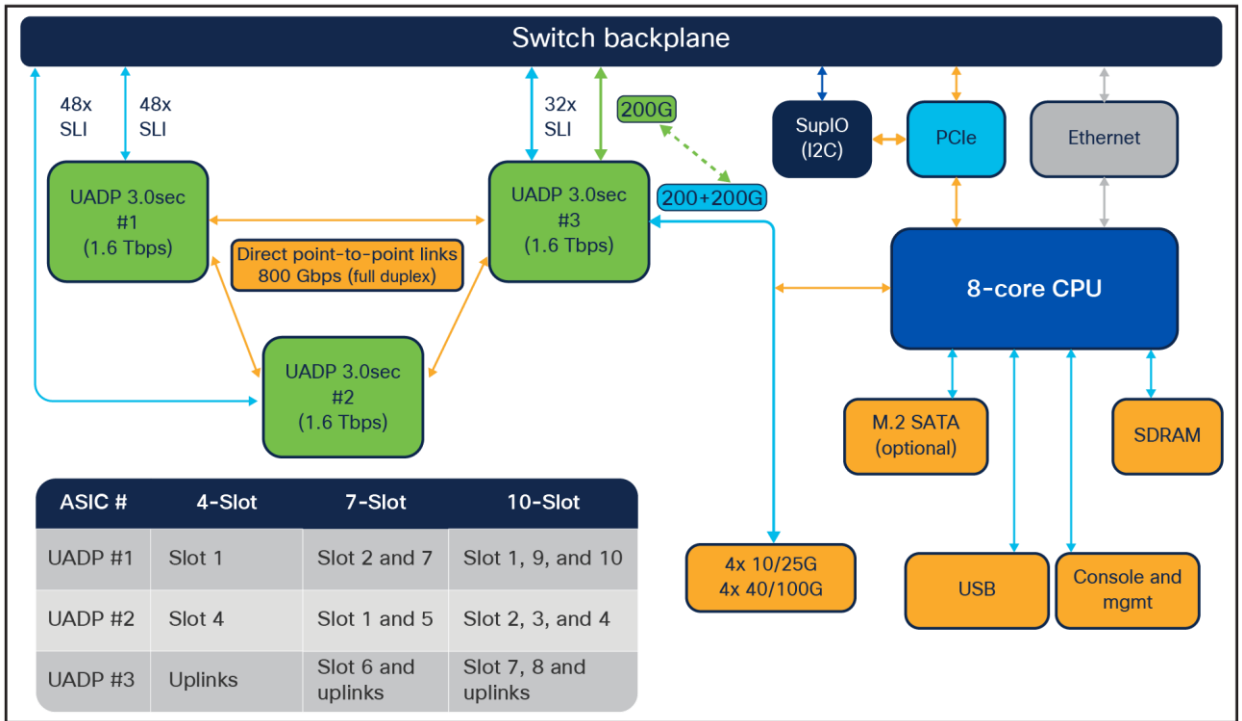 Switch backplane
48x
SLI
48x
SLI
32x
SLI
200G
200+200G
SupIO
(I2C)
PCIe
Ethernet
UADP 3.0sec
#1
(1.6 Tbps)
UADP 3.0sec
#3
(1.6 Tbps)
Direct point-to-point links
800 Gbps (full duplex)
8-core CPU
UADP 3.0sec
#2
(1.6 Tbps)
M.2 SATA
(optional)
SDRAM
4x 10/25G
4x 40/100G
USB
Console and
mgmt
ASIC # 4-Slot 7-Slot 10-Slot
UADP #1 Slot 1 Slot 2 and 7 Slot 1, 9, and 10
UADP #2 Slot 4 Slot 1 and 5 Slot 2, 3, and 4
UADP #3 Uplinks Slot 6 and uplinks Slot 7, 8 and uplinks